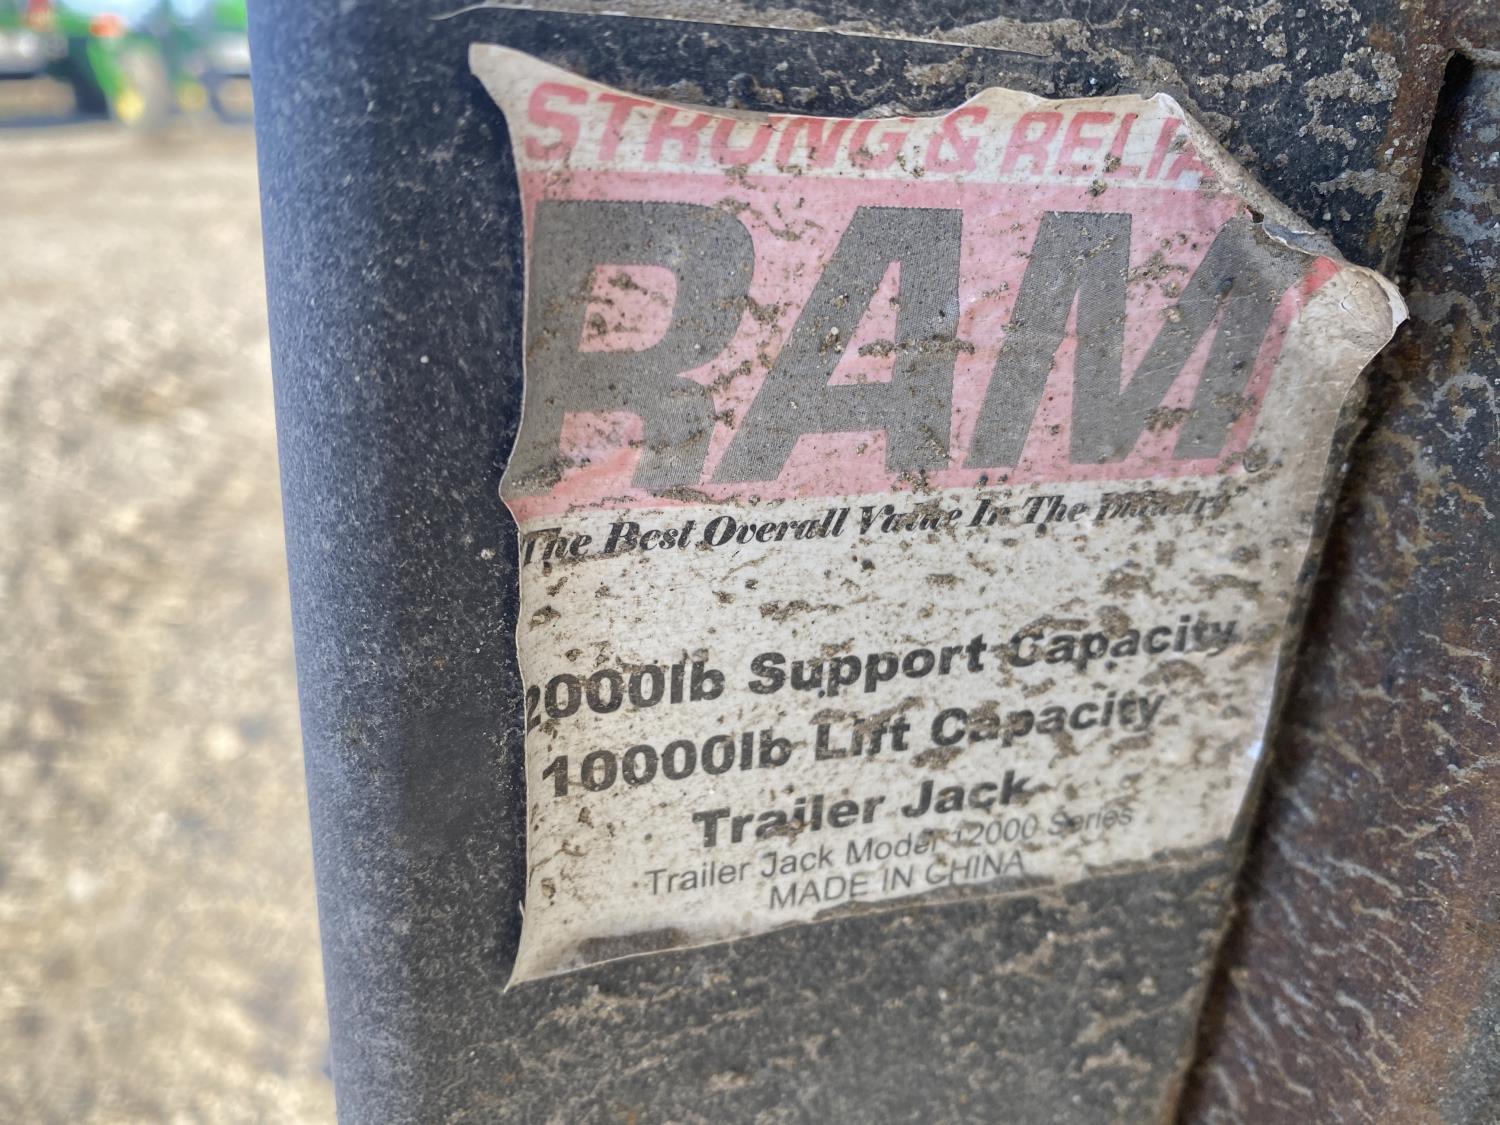 STRONG & RELIA
RAM
The Best Overall Value In The Industry
2000lb Support Capacity
10000lb Lift Capacity
Trailer Jack
Trailer Jack Model 12000 Series
MADE IN CHINA